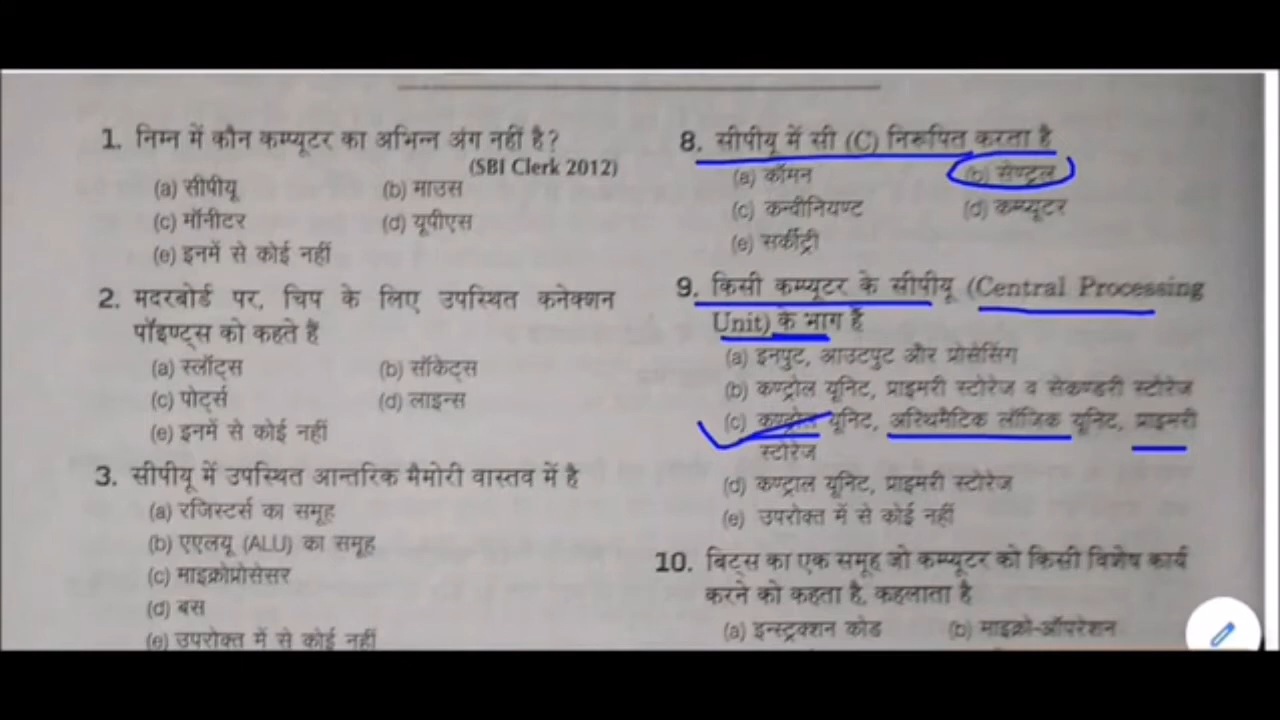 1. निम्न में कौन कम्प्यूटर का अभिन्न अंग नहीं है?
(SBI Clerk 2012)
(a) सीपीयू (b) माउस
(c) मॉनीटर (d) यूपीएस
(e) इनमें से कोई नहीं
2. मदरबोर्ड पर, चिप के लिए उपस्थित कनेक्शन
पॉइण्ट्स को कहते हैं
(a) स्लॉट्स (b) सॉकेट्स
(c) पोर्ट्स (d) लाइन्स
(e) इनमें से कोई नहीं
3. सीपीयू में उपस्थित आन्तरिक मैमोरी वास्तव में है
(a) रजिस्टर्स का समूह
(b) एएलयू (ALU) का समूह
(c) माइक्रोप्रोसेसर
(d) बस
(e) उपरोक्त में से कोई नहीं
8. सीपीयू में सी (C) निरूपित करता है
(a) कॉमन (b) सेण्ट्रल
(c) कन्वीनियण्ट (d) कम्प्यूटर
(e) सर्कीट्री
9. किसी कम्प्यूटर के सीपीयू (Central Processing
Unit) के भाग हैं
(a) इनपुट, आउटपुट और प्रोसेसिंग
(b) कण्ट्रोल यूनिट, प्राइमरी स्टोरेज व सेकण्डरी स्टोरेज
(c) कण्ट्रोल यूनिट, अरिथमैटिक लॉजिक यूनिट, प्राइमरी
स्टोरेज
(d) कण्ट्राल यूनिट, प्राइमरी स्टोरेज
(e) उपरोक्त में से कोई नहीं
10. बिट्स का एक समूह जो कम्प्यूटर को किसी विशेष कार्य
करने को कहता है, कहलाता है
(a) इन्स्ट्रक्शन कोड (b) माइक्रो-ऑपरेशन